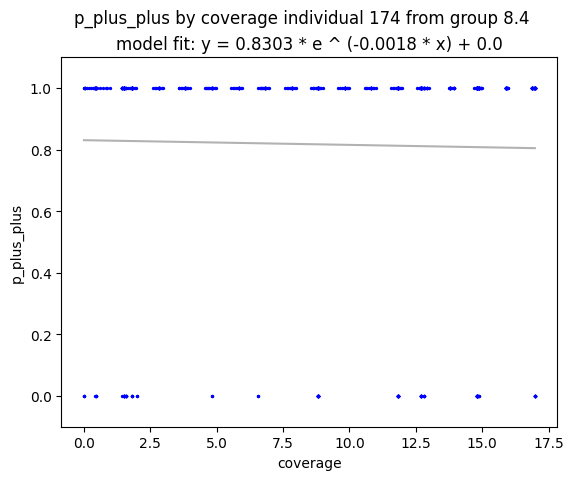 p_plus_plus by coverage individual 174 from group 8.4
model fit: y = 0.8303 * e ^ (-0.0018 * x) + 0.0
1.0
0.8
0.6
0.4
0.2
0.0
p_plus_plus
0.0 2.5 5.0 7.5 10.0 12.5 15.0 17.5
coverage